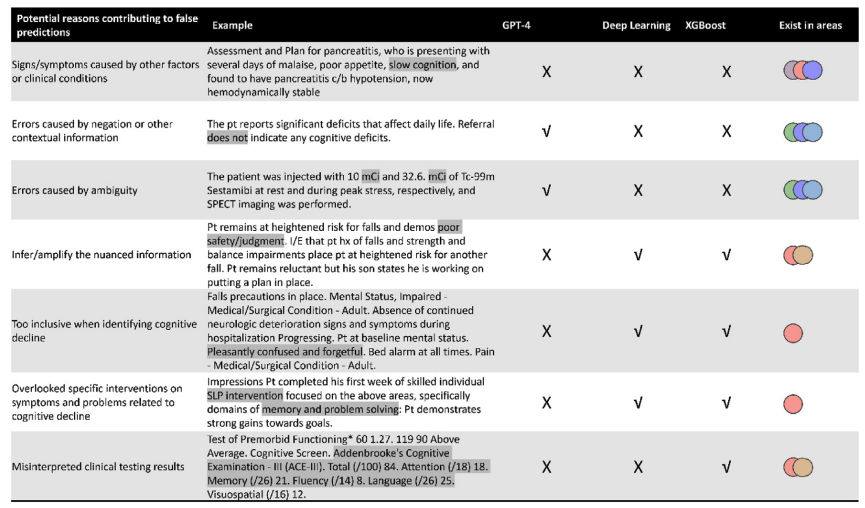 Potential reasons contributing to false
predictions
Example
GPT-4
Deep Learning
XGBoost
Exist in areas
Signs/symptoms caused by other factors
or clinical conditions
Assessment and Plan for pancreatitis, who is presenting with
several days of malaise, poor appetite, slow cognition, and
found to have pancreatitis c/b hypotension, now
hemodynamically stable
X
X
X
Errors caused by negation or other
contextual information
The pt reports significant deficits that affect daily life. Referral
does not indicate any cognitive deficits.
√
X
X
Errors caused by ambiguity
The patient was injected with 10 mCi and 32.6. mCi of Tc-99m
Sestamibi at rest and during peak stress, respectively, and
SPECT imaging was performed.
√
X
X
Infer/amplify the nuanced information
Pt remains at heightened risk for falls and demos poor
safety/judgment. I/E that pt hx of falls and strength and
balance impairments place pt at heightened risk for another
fall. Pt remains reluctant but his son states he is working on
putting a plan in place.
X
√
√
Too inclusive when identifying cognitive
decline
Falls precautions in place. Mental Status, Impaired -
Medical/Surgical Condition - Adult. Absence of continued
neurologic deterioration signs and symptoms during
hospitalization Progressing. Pt at baseline mental status.
Pleasantly confused and forgetful. Bed alarm at all times. Pain
- Medical/Surgical Condition - Adult.
X
√
√
Overlooked specific interventions on
symptoms and problems related to
cognitive decline
Impressions Pt completed his first week of skilled individual
SLP intervention focused on the above areas, specifically
domains of memory and problem solving: Pt demonstrates
strong gains towards goals.
X
√
√
Misinterpreted clinical testing results
Test of Premorbid Functioning* 60 1.27. 119 90 Above
Average. Cognitive Screen. Addenbrooke's Cognitive
Examination - III (ACE-III). Total (/100) 84. Attention (/18) 18.
Memory (/26) 21. Fluency (/14) 8. Language (/26) 25.
Visuospatial (/16) 12.
X
X
√